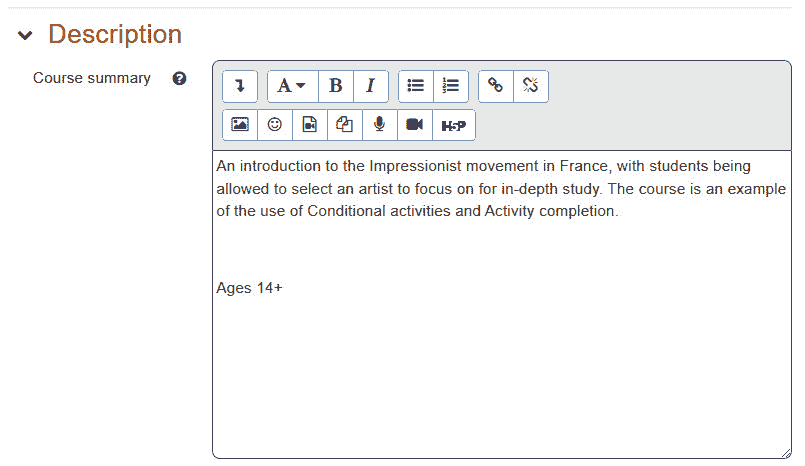 Description
Course summary
A B I
H5P
An introduction to the Impressionist movement in France, with students being
allowed to select an artist to focus on for in-depth study. The course is an example
of the use of Conditional activities and Activity completion.
Ages 14+